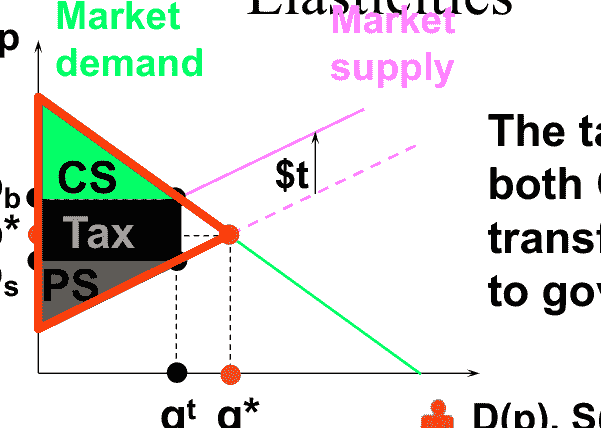 Elasticities
Market
demand
Market
supply
p
$t
CS
Tax
PS
b
p*
s
qᵗ q*
The ta
both
transf
to gov
D(p), S(